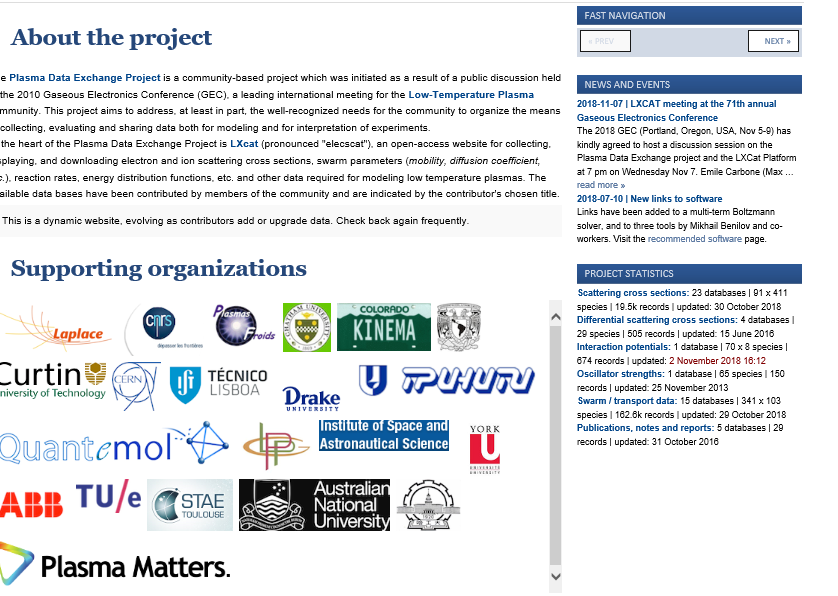 About the project
e Plasma Data Exchange Project is a community-based project which was initiated as a result of a public discussion held
the 2010 Gaseous Electronics Conference (GEC), a leading international meeting for the Low-Temperature Plasma
mmunity. This project aims to address, at least in part, the well-recognized needs for the community to organize the means
collecting, evaluating and sharing data both for modeling and for interpretation of experiments.
the heart of the Plasma Data Exchange Project is LXcat (pronounced "elecscat"), an open-access website for collecting,
splaying, and downloading electron and ion scattering cross sections, swarm parameters (mobility, diffusion coefficient,
c.), reaction rates, energy distribution functions, etc. and other data required for modeling low temperature plasmas. The
ailable data bases have been contributed by members of the community and are indicated by the contributor's chosen title.
This is a dynamic website, evolving as contributors add or upgrade data. Check back again frequently.
Supporting organizations
Laplace
cnrs
dépasser les frontières
Plasmas
Froids
CHATHAM UNIVERSITY
COLORADO
KINEMA
Curtin
niversity of Technology
CERN
TÉCNICO
LISBOA
Drake
UNIVERSITY
Quantemol
Institute of Space and
Astronautical Science
YORK
U
UNIVERSITÉ
UNIVERSITY
ABB
TU/e
STAE
TOULOUSE
Australian
National
University
Plasma Matters.
FAST NAVIGATION
« PREV
NEXT »
NEWS AND EVENTS
2018-11-07 | LXCAT meeting at the 71th annual
Gaseous Electronics Conference
The 2018 GEC (Portland, Oregon, USA, Nov 5-9) has
kindly agreed to host a discussion session on the
Plasma Data Exchange project and the LXCat Platform
at 7 pm on Wednesday Nov 7. Emile Carbone (Max ...
read more »
2018-07-10 | New links to software
Links have been added to a multi-term Boltzmann
solver, and to three tools by Mikhail Benilov and co-
workers. Visit the recommended software page.
PROJECT STATISTICS
Scattering cross sections: 23 databases | 91 x 411
species | 19.5k records | updated: 30 October 2018
Differential scattering cross sections: 4 databases |
29 species | 505 records | updated: 15 June 2016
Interaction potentials: 1 database | 70 x 8 species |
674 records | updated: 2 November 2018 16:12
Oscillator strengths: 1 database | 65 species | 150
records | updated: 25 November 2013
Swarm / transport data: 15 databases | 341 x 103
species | 162.6k records | updated: 29 October 2018
Publications, notes and reports: 5 databases | 29
records | updated: 31 October 2016